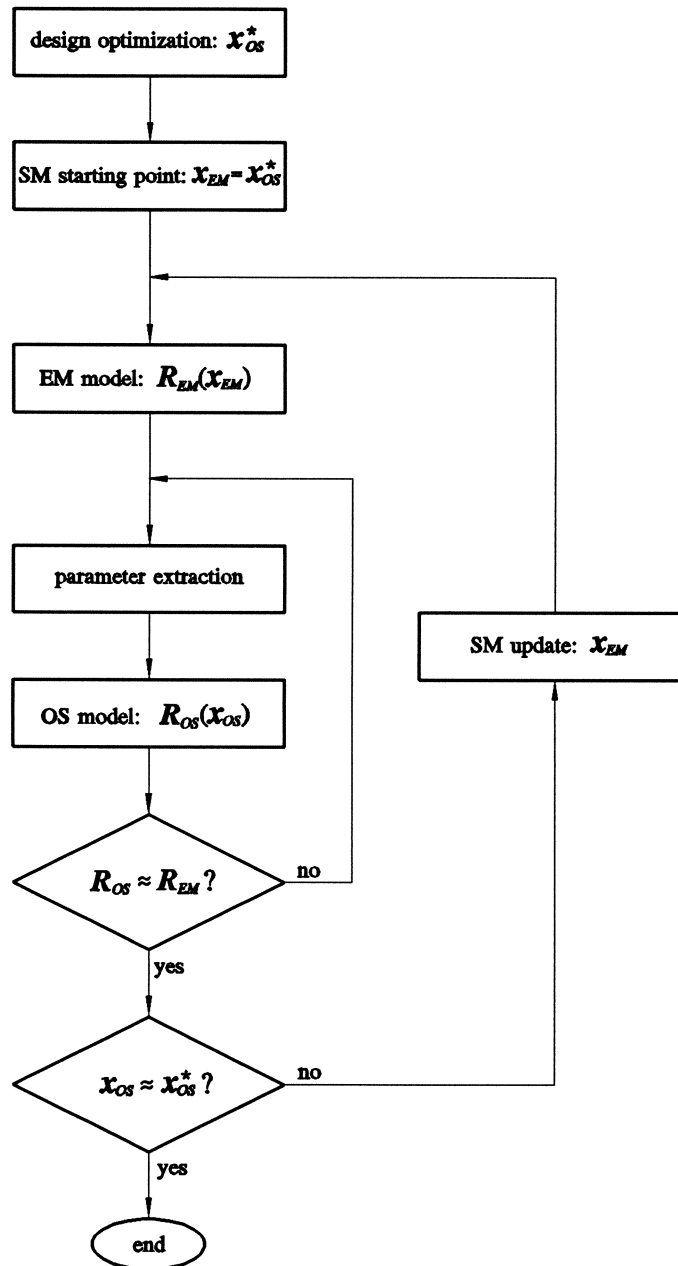 design optimization: x*OS
SM starting point: xEM = x*OS
EM model: REM(xEM)
parameter extraction
SM update: xEM
OS model: ROS(xOS)
ROS ≈ REM?
no
yes
xOS ≈ x*OS?
no
yes
end